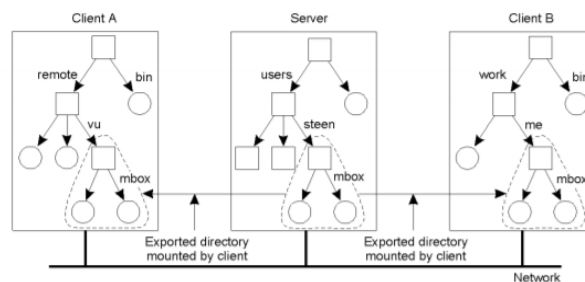 Client A
Server
Client B
remote
bin
users
work
bin
vu
steen
me
mbox
mbox
mbox
Exported directory
mounted by client
Exported directory
mounted by client
Network